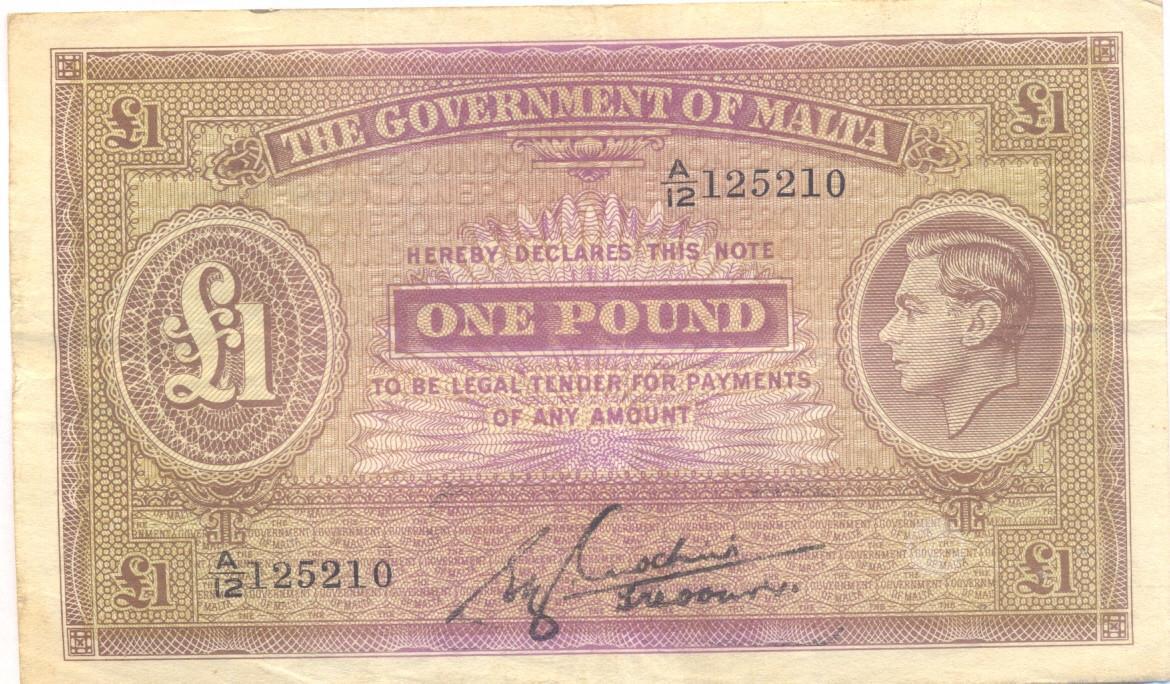 £1 £1
THE GOVERNMENT OF MALTA
A/12 125210
HEREBY DECLARES THIS NOTE
£1
ONE POUND
TO BE LEGAL TENDER FOR PAYMENTS
OF ANY AMOUNT
A/12 125210
£1 £1